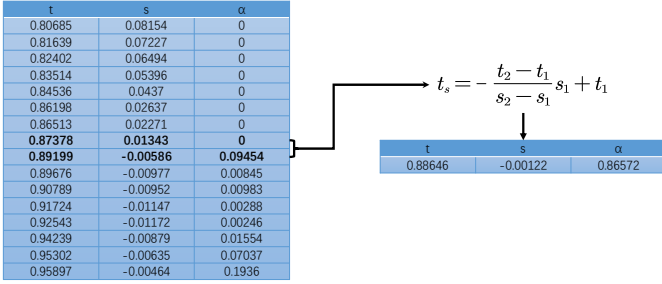 t s α
0.80685 0.08154 0
0.81639 0.07227 0
0.82402 0.06494 0
0.83514 0.05396 0
0.84536 0.0437 0
0.86198 0.02637 0
0.86513 0.02271 0
0.87378 0.01343 0
0.89199 -0.00586 0.09454
0.89676 -0.00977 0.00845
0.90789 -0.00952 0.00983
0.91724 -0.01147 0.00288
0.92543 -0.01172 0.00246
0.94239 -0.00879 0.01554
0.95302 -0.00635 0.07037
0.95897 -0.00464 0.1936
t_s = - \frac{t_2 - t_1}{s_2 - s_1} s_1 + t_1
t s α
0.88646 -0.00122 0.86572